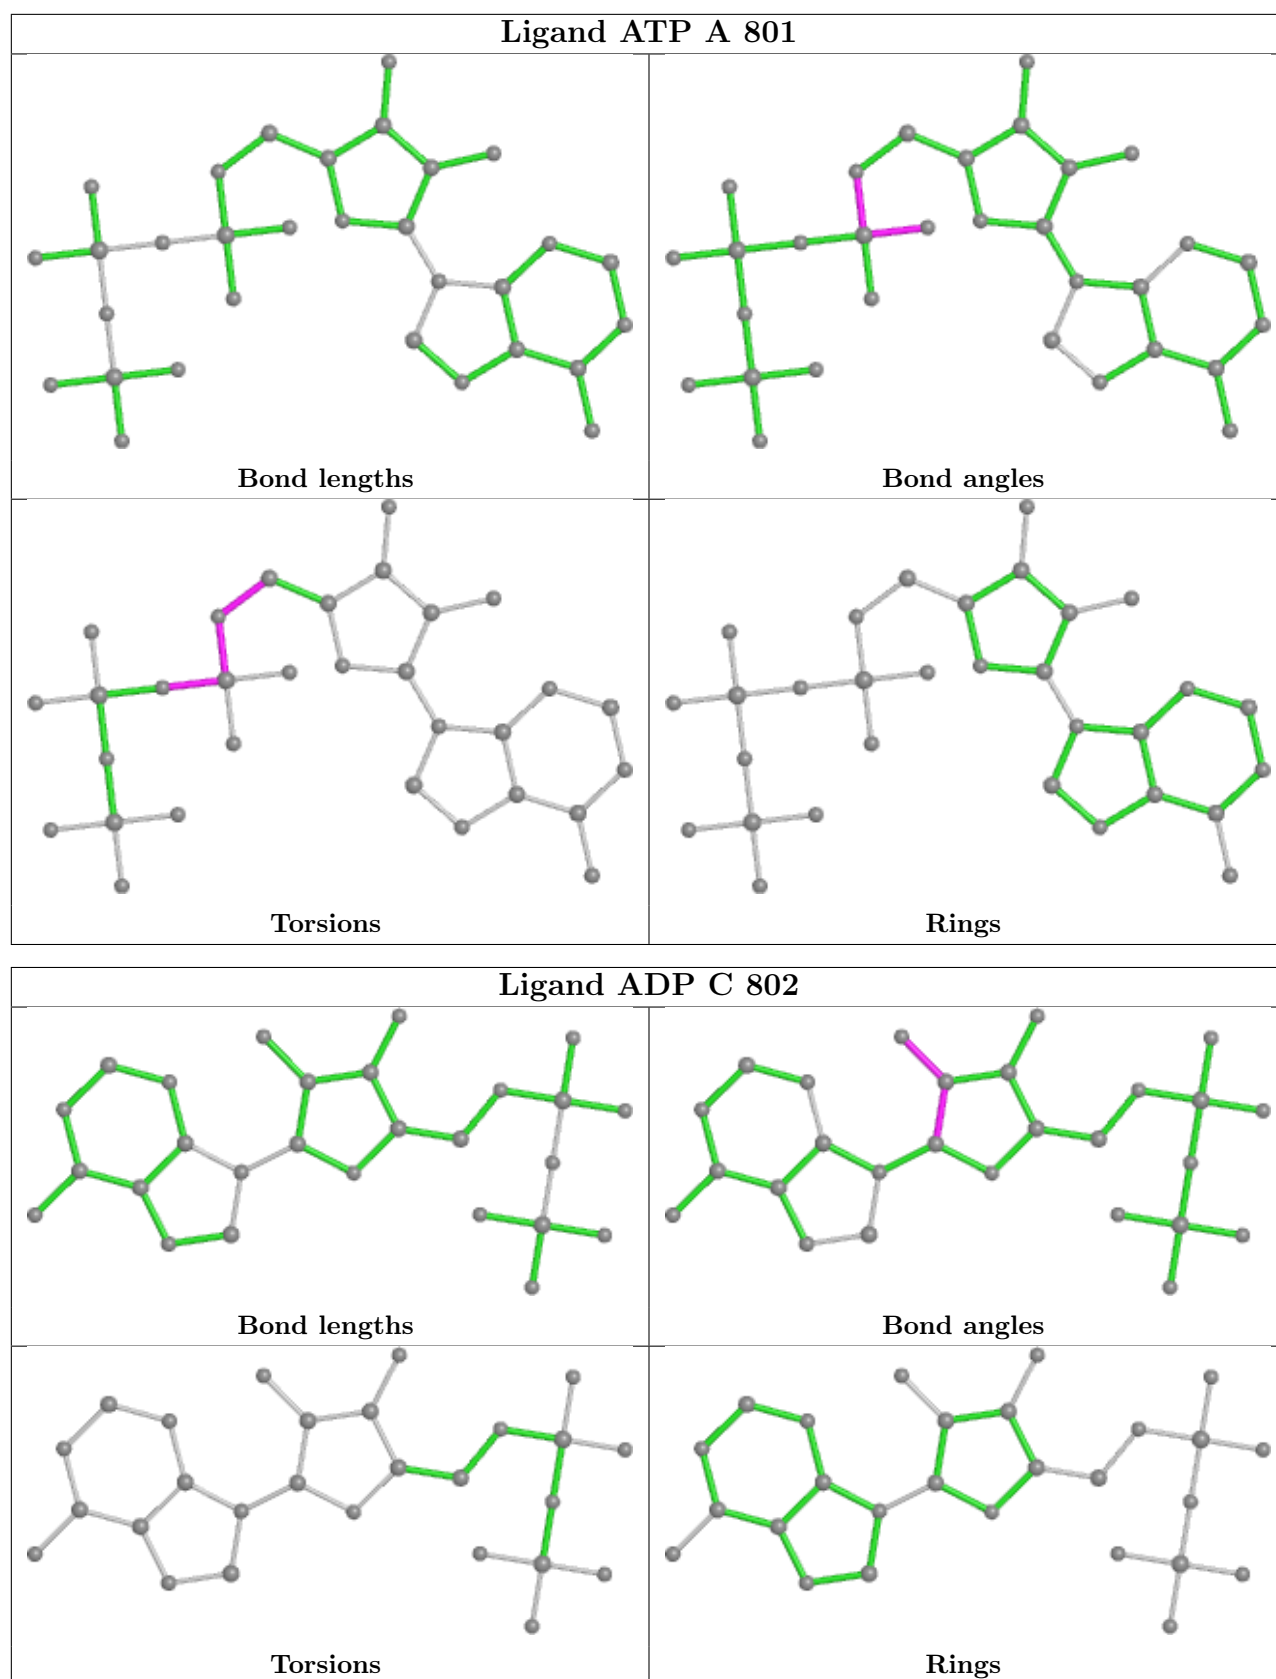 Ligand ATP A 801
Bond lengths
Bond angles
Torsions
Rings
Ligand ADP C 802
Bond lengths
Bond angles
Torsions
Rings